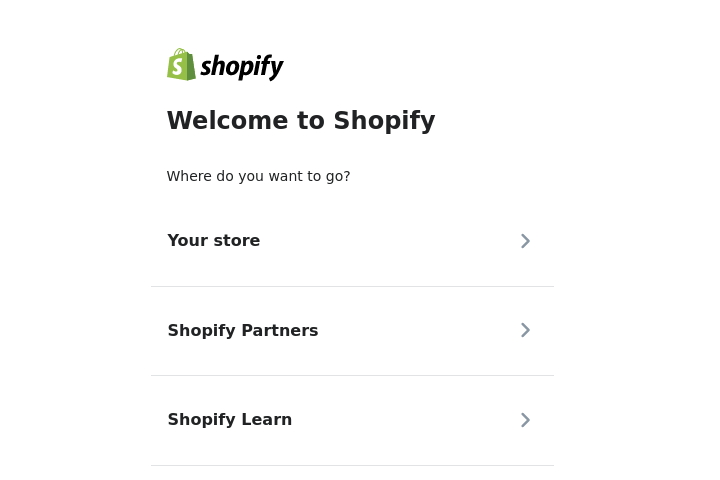 shopify
Welcome to Shopify
Where do you want to go?
Your store
Shopify Partners
Shopify Learn